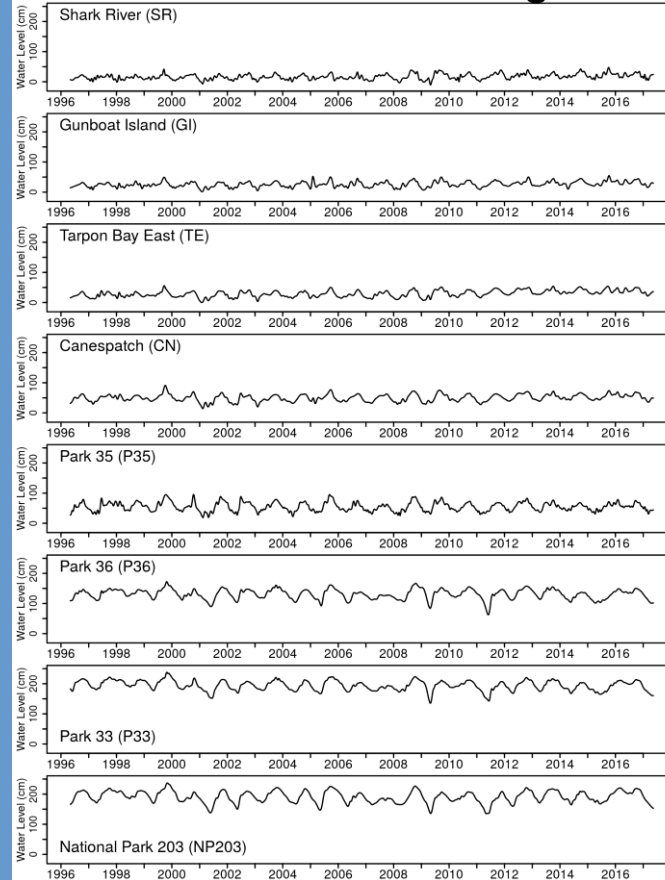 Shark River (SR)
Water Level (cm)
200
100
0
1996 1998 2000 2002 2004 2006 2008 2010 2012 2014 2016
Gunboat Island (GI)
Water Level (cm)
200
100
0
1996 1998 2000 2002 2004 2006 2008 2010 2012 2014 2016
Tarpon Bay East (TE)
Water Level (cm)
200
100
0
1996 1998 2000 2002 2004 2006 2008 2010 2012 2014 2016
Canespatch (CN)
Water Level (cm)
200
100
0
1996 1998 2000 2002 2004 2006 2008 2010 2012 2014 2016
Park 35 (P35)
Water Level (cm)
200
100
0
1996 1998 2000 2002 2004 2006 2008 2010 2012 2014 2016
Park 36 (P36)
Water Level (cm)
200
100
0
1996 1998 2000 2002 2004 2006 2008 2010 2012 2014 2016
Water Level (cm)
200
100
0
Park 33 (P33)
1996 1998 2000 2002 2004 2006 2008 2010 2012 2014 2016
Water Level (cm)
200
100
0
National Park 203 (NP203)
1996 1998 2000 2002 2004 2006 2008 2010 2012 2014 2016